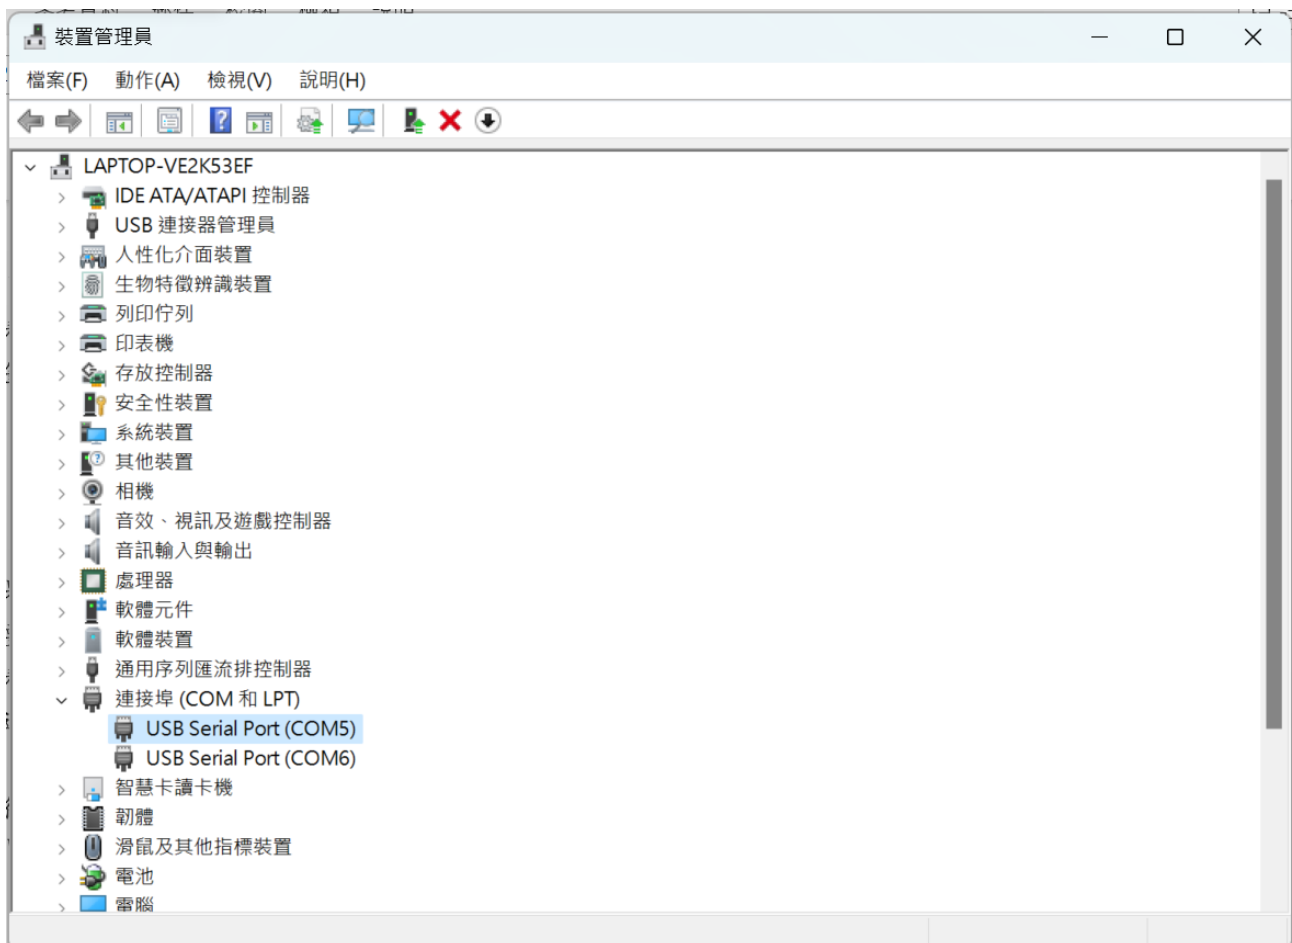 裝置管理員
檔案(F) 動作(A) 檢視(V) 說明(H)
LAPTOP-VE2K53EF
IDE ATA/ATAPI 控制器
USB 連接器管理員
人性化介面裝置
生物特徵辨識裝置
列印佇列
印表機
存放控制器
安全性裝置
系統裝置
其他裝置
相機
音效、視訊及遊戲控制器
音訊輸入與輸出
處理器
軟體元件
軟體裝置
通用序列匯流排控制器
連接埠 (COM 和 LPT)
USB Serial Port (COM5)
USB Serial Port (COM6)
智慧卡讀卡機
韌體
滑鼠及其他指標裝置
電池
電腦